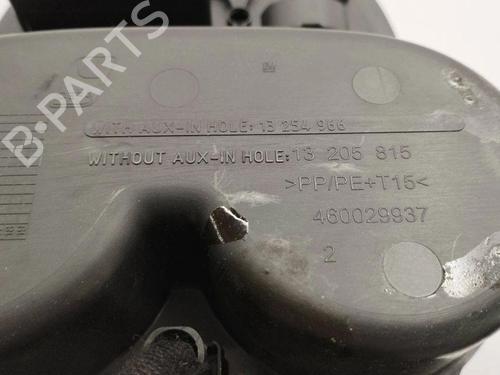 B-PARTS
WITH AUX-IN HOLE: 13 254 966
WITHOUT AUX-IN HOLE: 13 205 815
>PP/PE+T15<
460029937
2